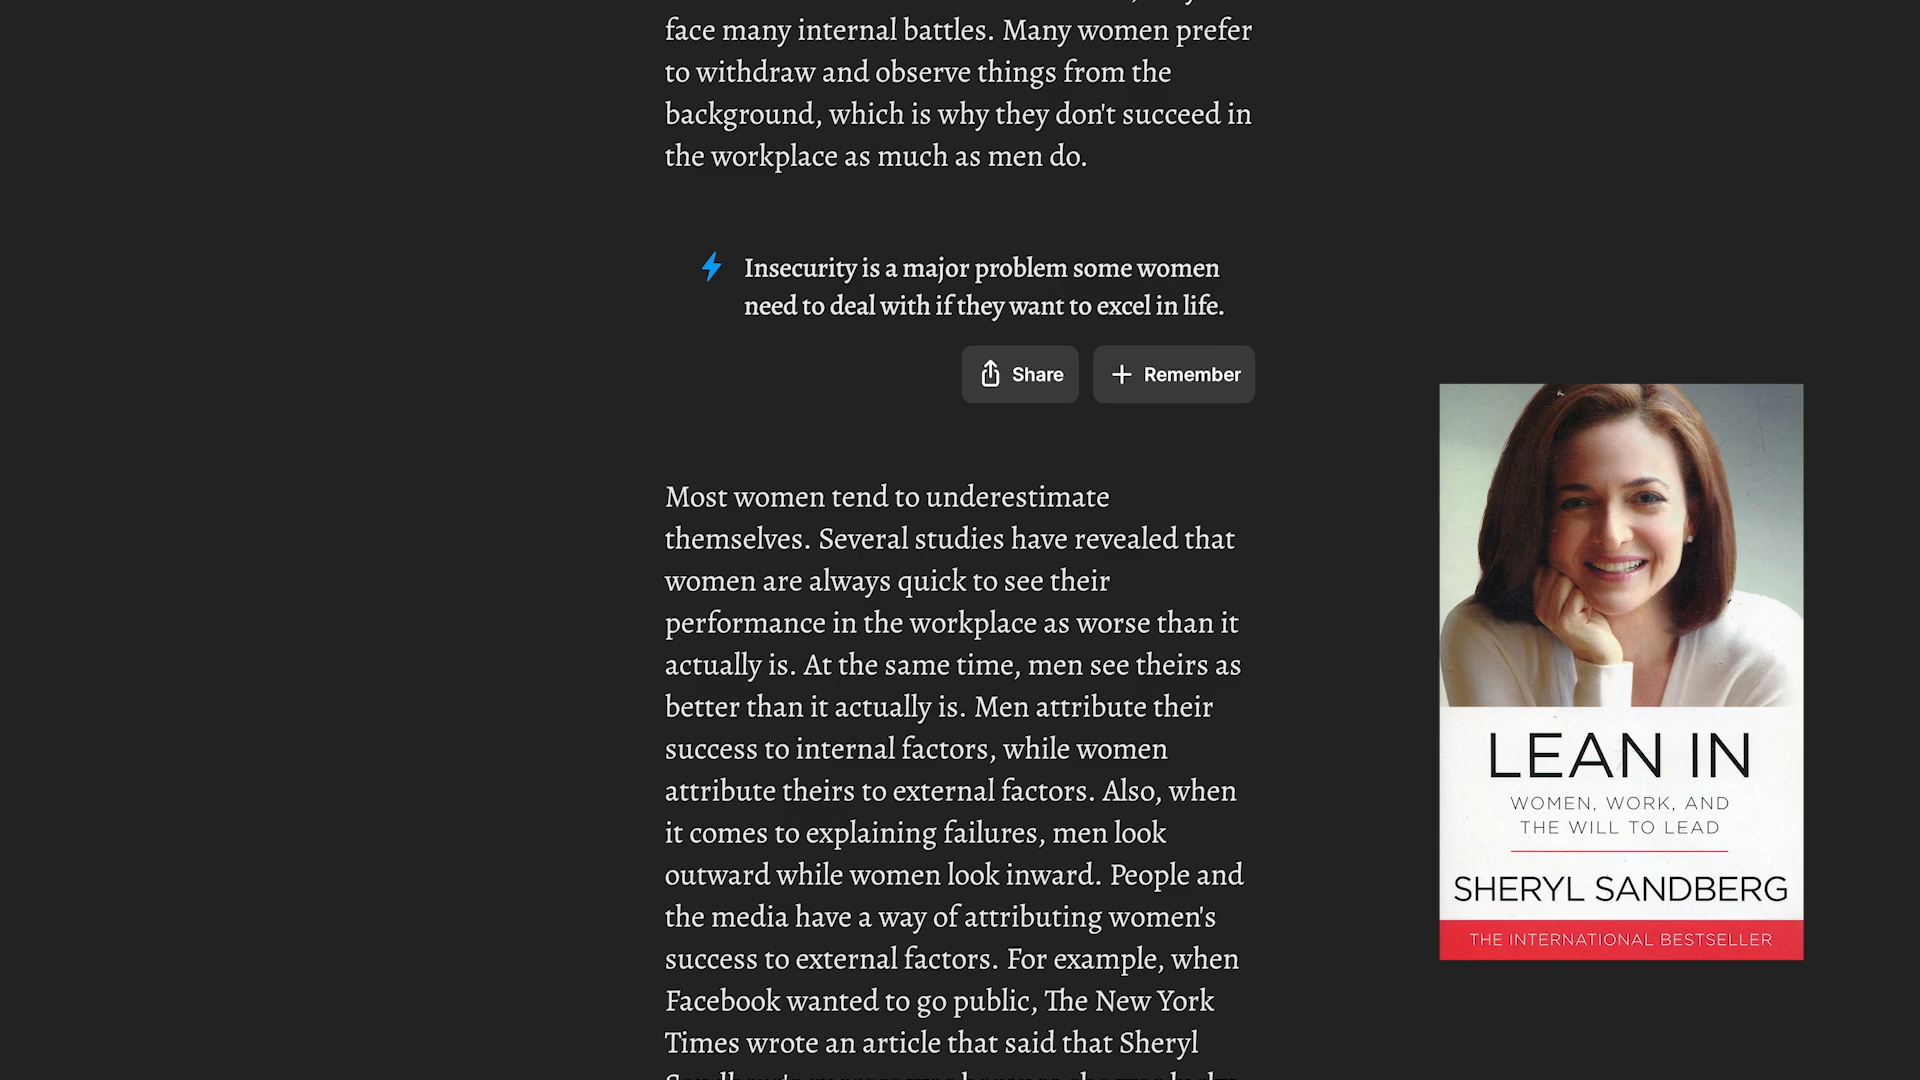 face many internal battles. Many women prefer
to withdraw and observe things from the
background, which is why they don't succeed in
the workplace as much as men do.
Insecurity is a major problem some women
need to deal with if they want to excel in life.
Share
Remember
Most women tend to underestimate
themselves. Several studies have revealed that
women are always quick to see their
performance in the workplace as worse than it
actually is. At the same time, men see theirs as
better than it actually is. Men attribute their
success to internal factors, while women
attribute theirs to external factors. Also, when
it comes to explaining failures, men look
outward while women look inward. People and
the media have a way of attributing women's
success to external factors. For example, when
Facebook wanted to go public, The New York
Times wrote an article that said that Sheryl
LEAN IN
WOMEN, WORK, AND
THE WILL TO LEAD
SHERYL SANDBERG
THE INTERNATIONAL BESTSELLER